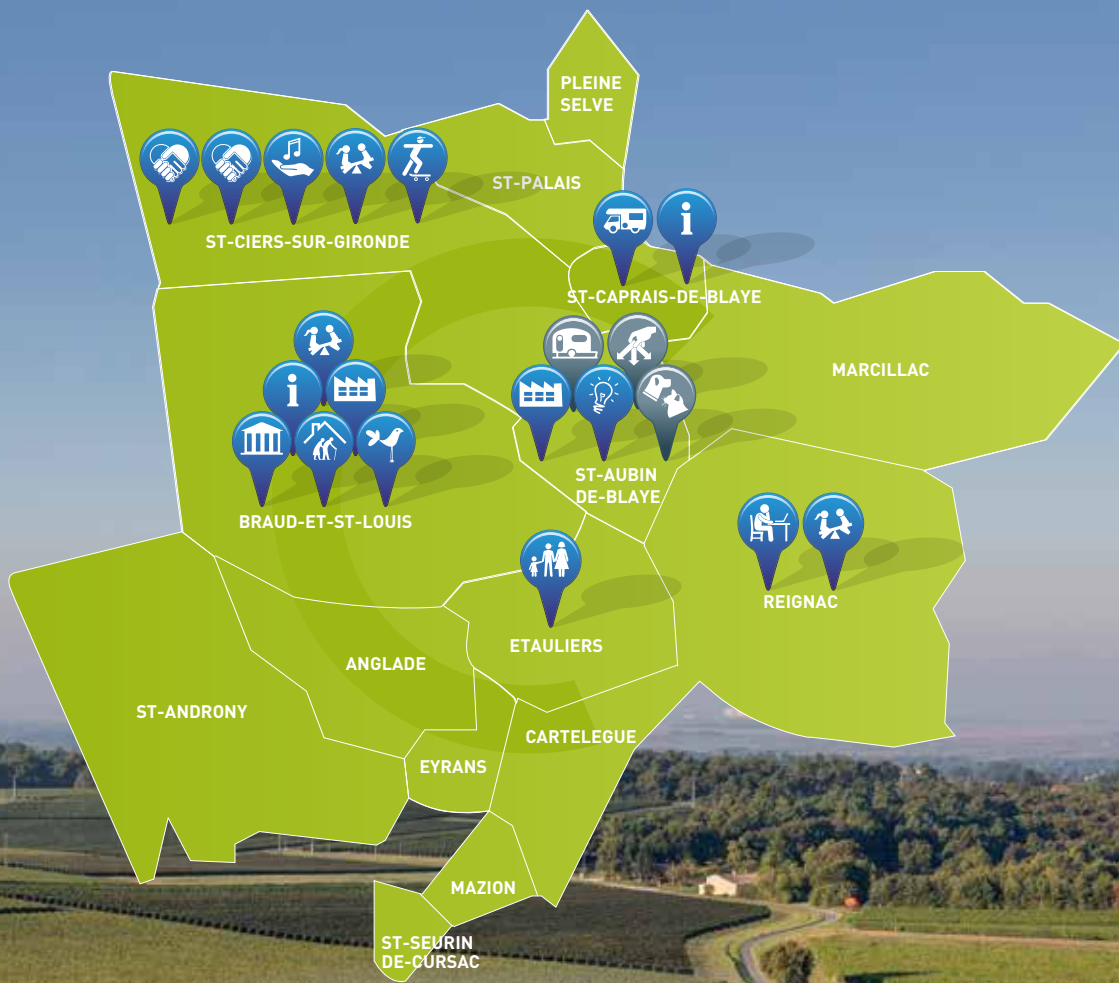 PLEINE
SELVE
ST-PALAIS
ST-CIERS-SUR-GIRONDE
ST-CAPRAIS-DE-BLAYE
MARCILLAC
ST-AUBIN
DE-BLAYE
BRAUD-ET-ST-LOUIS
REIGNAC
ETAULIERS
ANGLADE
ST-ANDRONY
CARTELEGUE
EYRANS
MAZION
ST-SEURIN
DE-CURSAC